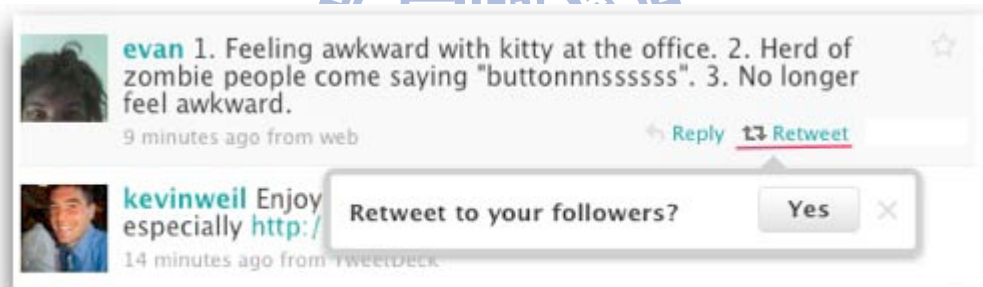 evan 1. Feeling awkward with kitty at the office. 2. Herd of
zombie people come saying "buttonnnssssss". 3. No longer
feel awkward.
9 minutes ago from web
Reply Retweet
kevinweil Enjoy
especially http:/
Retweet to your followers? Yes
14 minutes ago from TweetDeck